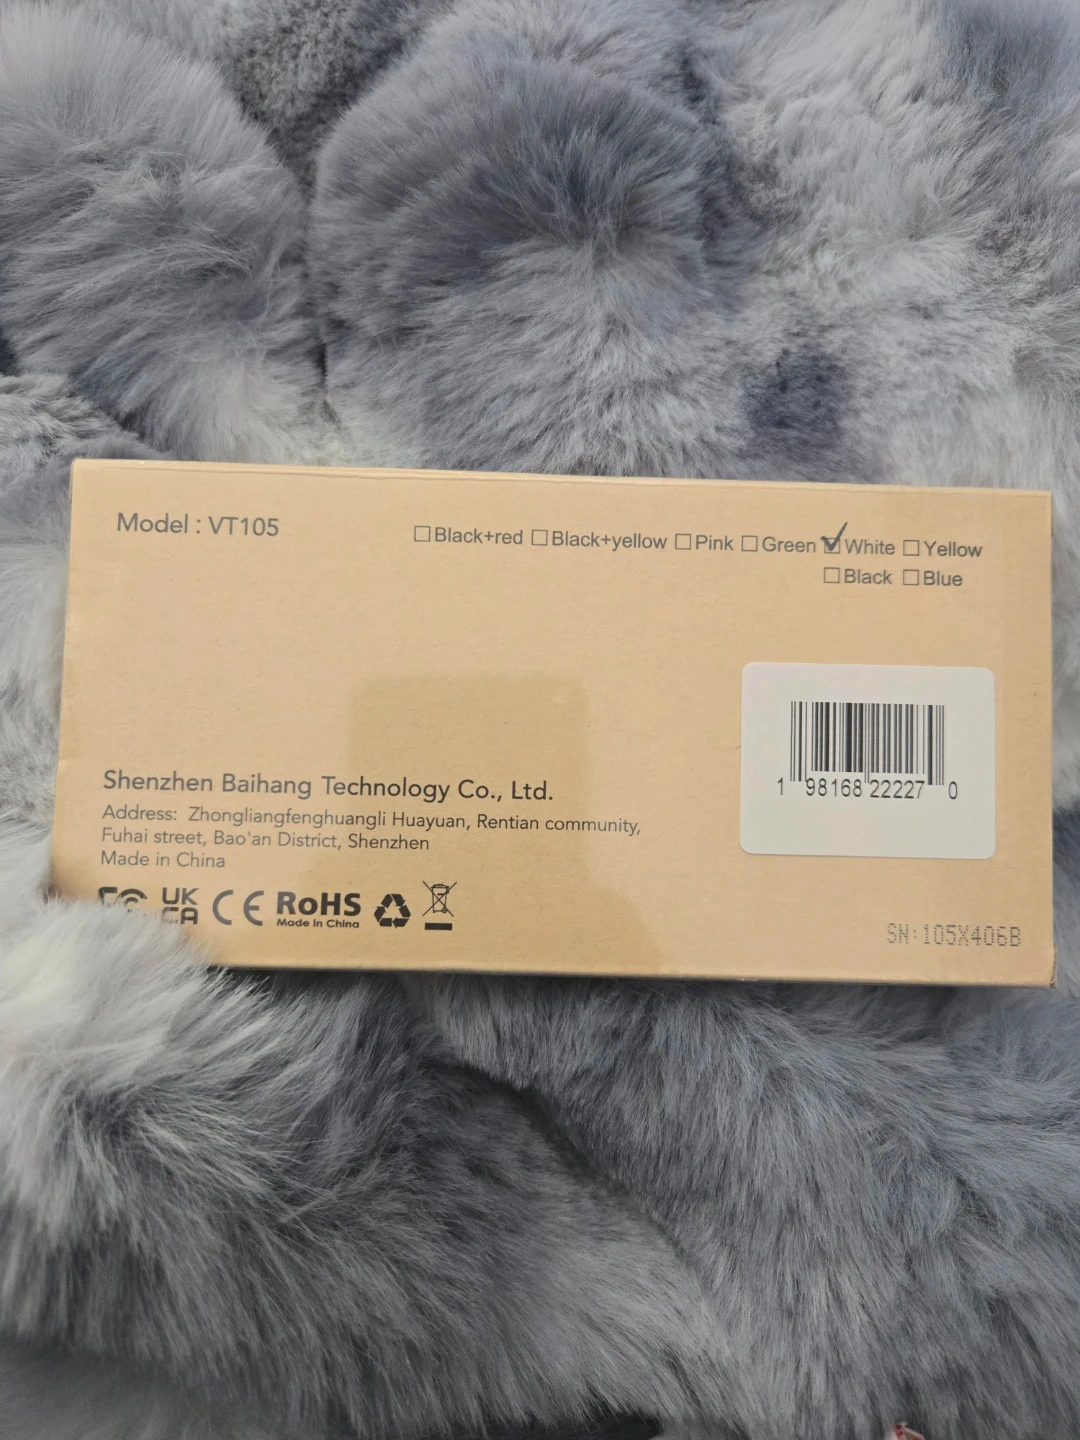 Model : VT105
☐Black+red ☐Black+yellow ☐Pink ☐Green ☑White ☐Yellow
☐Black ☐Blue
1 98168 22227 0
Shenzhen Baihang Technology Co., Ltd.
Address: Zhongliangfenghuangli Huayuan, Rentian community,
Fuhai street, Bao'an District, Shenzhen
Made in China
UK CE RoHS
CA Made in China
SN:105X406B